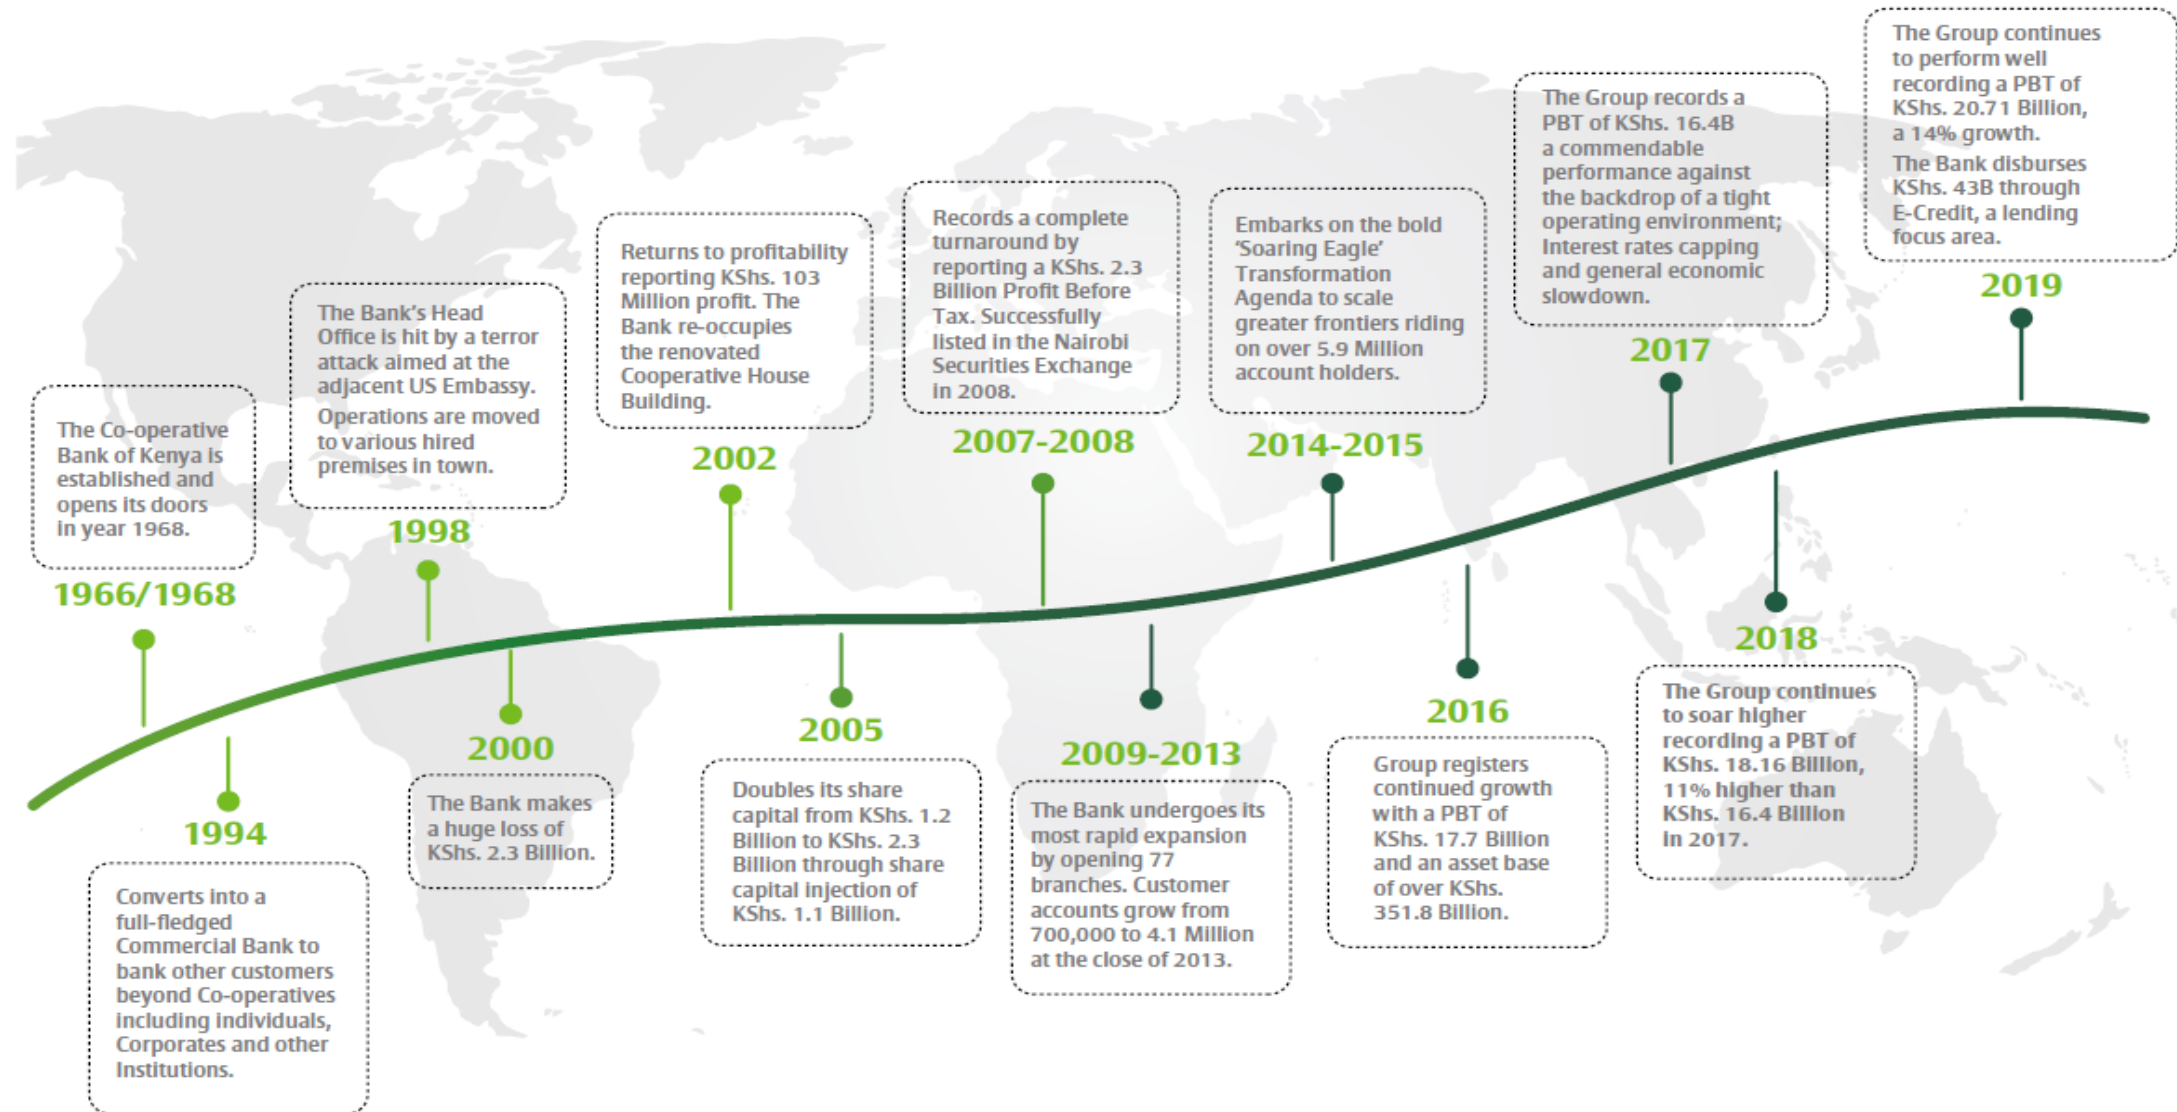 The Co-operative
Bank of Kenya is
established and
opens its doors
in year 1968.
1966/1968
1994
Converts into a
full-fledged
Commercial Bank to
bank other customers
beyond Co-operatives
including individuals,
Corporates and other
Institutions.
The Bank's Head
Office is hit by a terror
attack aimed at the
adjacent US Embassy.
Operations are moved
to various hired
premises in town.
1998
2000
The Bank makes
a huge loss of
KShs. 2.3 Billion.
Returns to profitability
reporting KShs. 103
Million profit. The
Bank re-occupies
the renovated
Cooperative House
Building.
2002
2005
Doubles its share
capital from KShs. 1.2
Billion to KShs. 2.3
Billion through share
capital injection of
KShs. 1.1 Billion.
Records a complete
turnaround by
reporting a KShs. 2.3
Billion Profit Before
Tax. Successfully
listed in the Nairobi
Securities Exchange
in 2008.
2007-2008
2009-2013
The Bank undergoes its
most rapid expansion
by opening 77
branches. Customer
accounts grow from
700,000 to 4.1 Million
at the close of 2013.
Embarks on the bold
‘Soaring Eagle’
Transformation
Agenda to scale
greater frontiers riding
on over 5.9 Million
account holders.
2014-2015
2016
Group registers
continued growth
with a PBT of
KShs. 17.7 Billion
and an asset base
of over KShs.
351.8 Billion.
The Group records a
PBT of KShs. 16.4B
a commendable
performance against
the backdrop of a tight
operating environment;
Interest rates capping
and general economic
slowdown.
2017
2018
The Group continues
to soar higher
recording a PBT of
KShs. 18.16 Billion,
11% higher than
KShs. 16.4 Billion
in 2017.
The Group continues
to perform well
recording a PBT of
KShs. 20.71 Billion,
a 14% growth.
The Bank disburses
KShs. 43B through
E-Credit, a lending
focus area.
2019